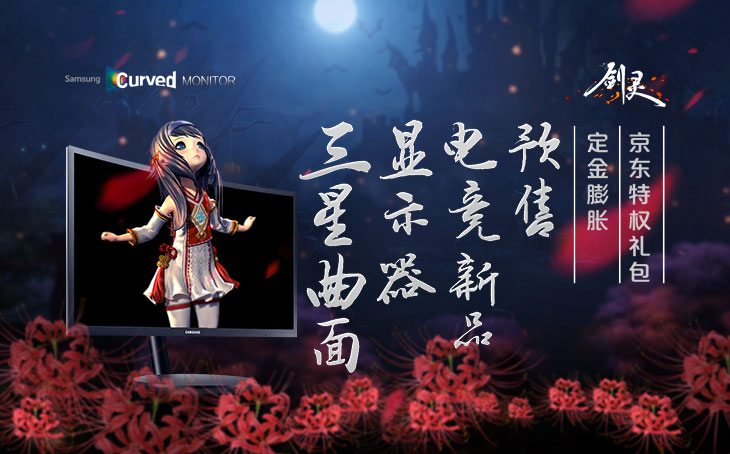 Samsung Curved MONITOR
剑灵
三星曲面
显示器
电竞新品
预售
定金膨胀
京东特权礼包
SAMSUNG